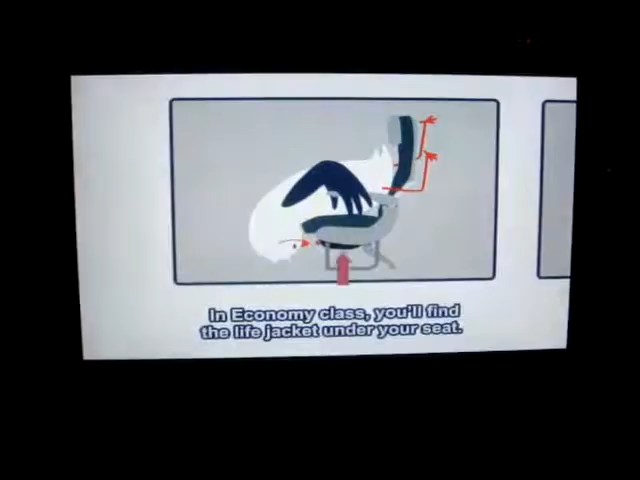 In Economy class, you'll find
the life jacket under your seat.